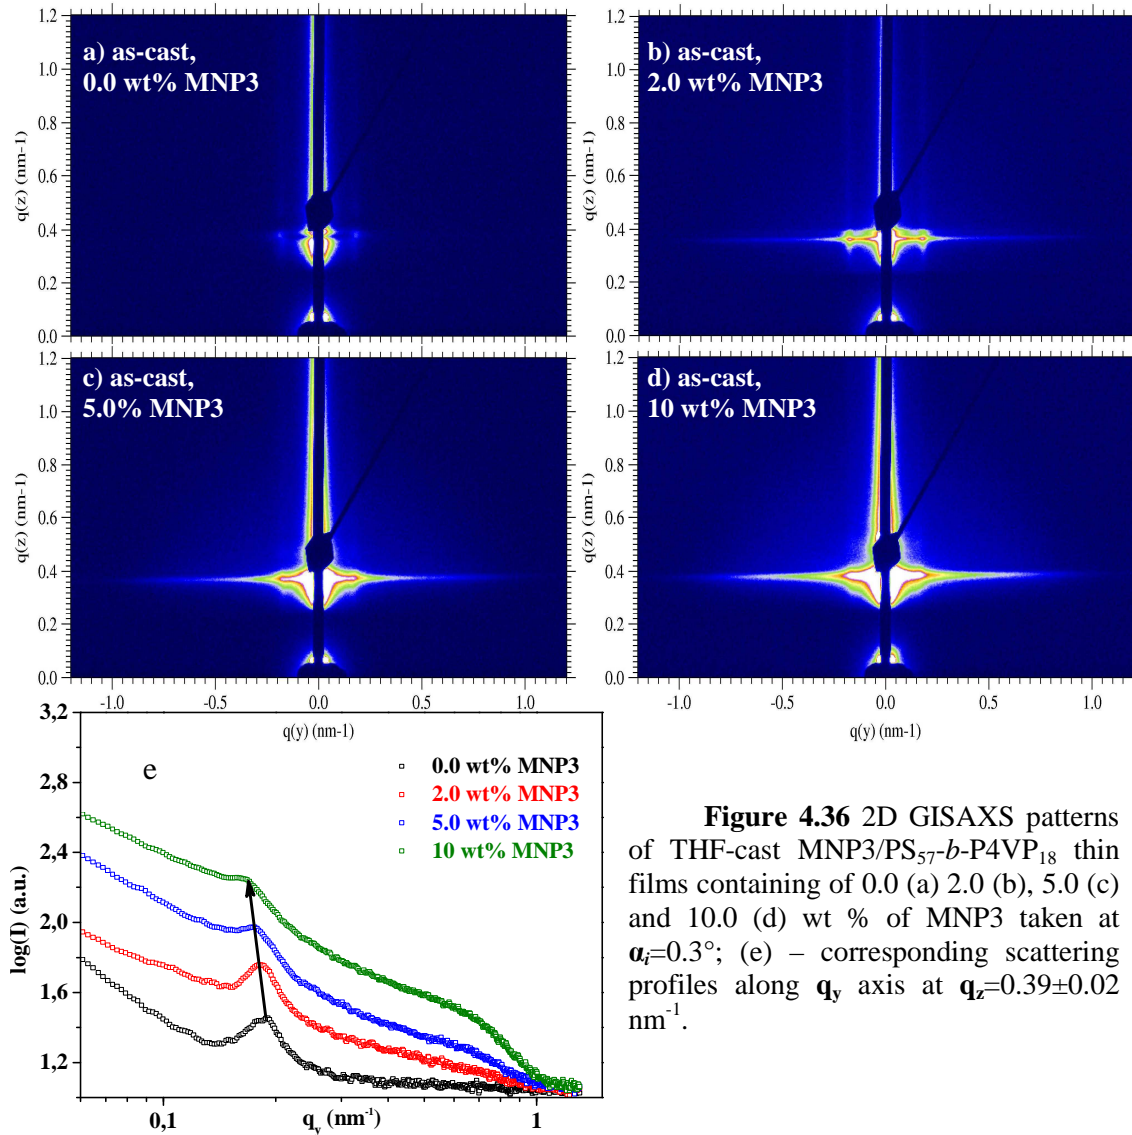 a) as-cast,
0.0 wt% MNP3
q(z) (nm-1)
1.2
1.0
0.8
0.6
0.4
0.2
0.0
b) as-cast,
2.0 wt% MNP3
q(z) (nm-1)
1.2
1.0
0.8
0.6
0.4
0.2
0.0
c) as-cast,
5.0% MNP3
q(z) (nm-1)
1.2
1.0
0.8
0.6
0.4
0.2
0.0
-1.0 -0.5 0.0 0.5 1.0
q(y) (nm-1)
d) as-cast,
10 wt% MNP3
q(z) (nm-1)
1.2
1.0
0.8
0.6
0.4
0.2
0.0
-1.0 -0.5 0.0 0.5 1.0
q(y) (nm-1)
e
0.0 wt% MNP3
2.0 wt% MNP3
5.0 wt% MNP3
10 wt% MNP3
log(I) (a.u.)
3,2
2,8
2,4
2,0
1,6
1,2
0,1 1
qy (nm-1)
Figure 4.36 2D GISAXS patterns
of THF-cast MNP3/PS57-b-P4VP18 thin
films containing of 0.0 (a) 2.0 (b), 5.0 (c)
and 10.0 (d) wt % of MNP3 taken at
αi=0.3°; (e) – corresponding scattering
profiles along qy axis at qz=0.39±0.02
nm-1.